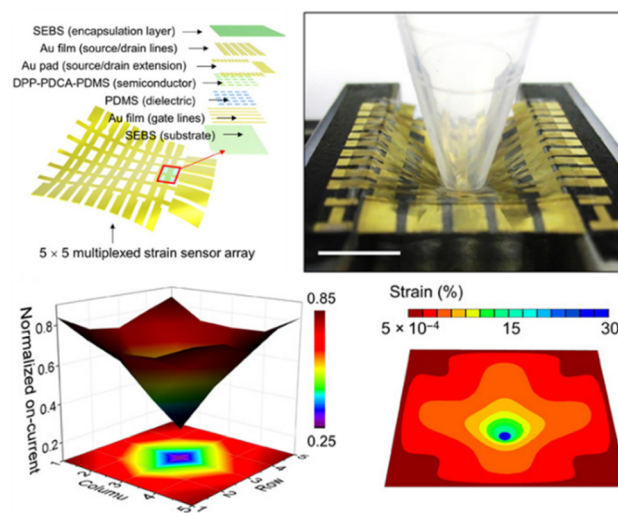 SEBS (encapsulation layer)
Au film (source/drain lines)
Au pad (source/drain extension)
DPP-PDCA-PDMS (semiconductor)
PDMS (dielectric)
Au film (gate lines)
SEBS (substrate)
5 × 5 multiplexed strain sensor array
Normalized on-current
0.8
0.6
0.4
0.2
1
2
3
4
5
Columu
1
2
3
4
5
Row
0.85
0.25
Strain (%)
5 × 10⁻⁴ 15 30